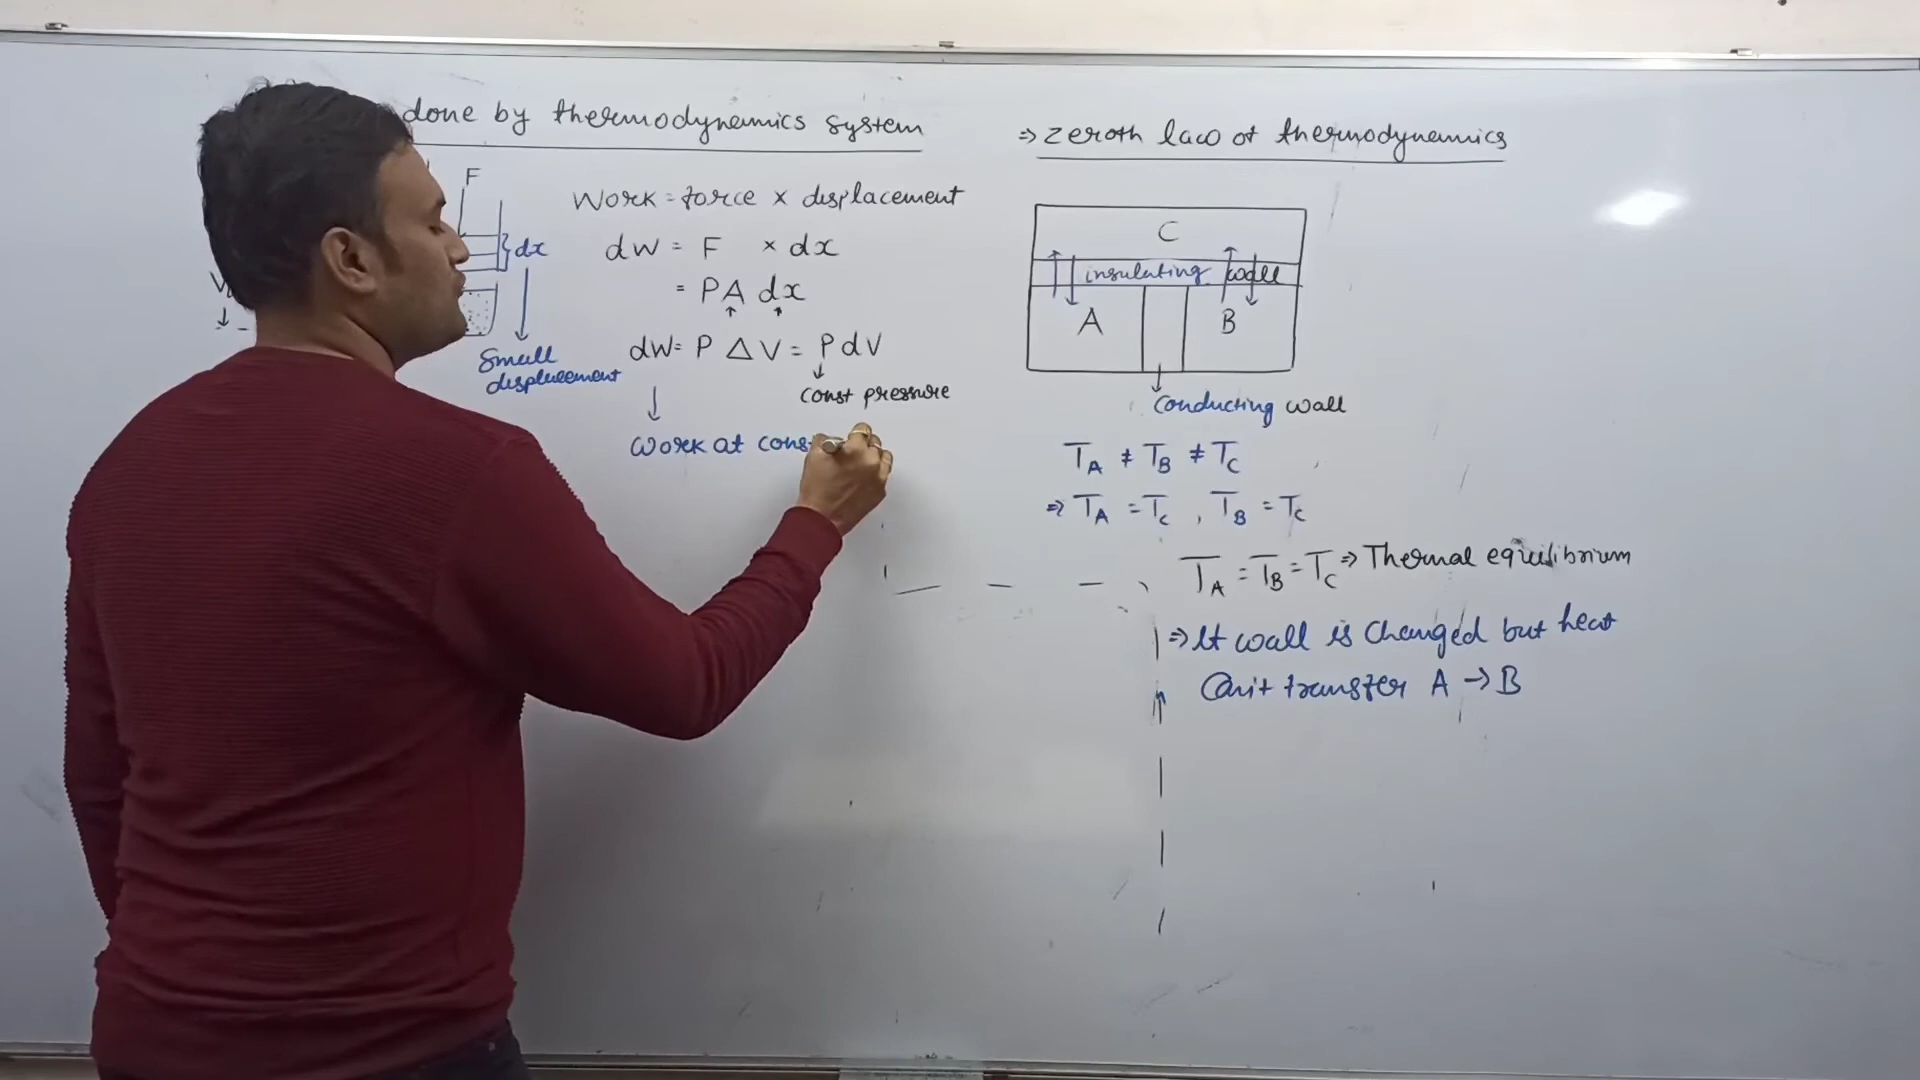 done by thermodynamics system
F
Work = force × displacement
dx
dW = F × dx
= PA dx
dW = P ΔV = PdV
Small
displacement
const pressure
Work at cons
⇒ Zeroth law of thermodynamics
C
insulating wall
A
B
Conducting wall
T_A ≠ T_B ≠ T_C
⇒ T_A = T_C , T_B = T_C
T_A = T_B = T_C ⇒ Thermal equilibrium
⇒ If wall is changed but heat
Can't transfer A → B